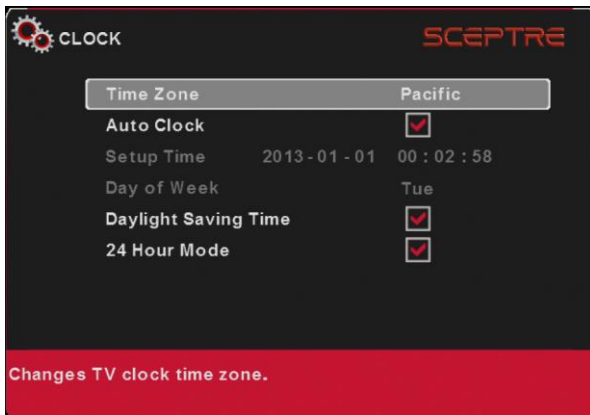 CLOCK SCEPTRE
Time Zone Pacific
Auto Clock
Setup Time 2013-01-01 00:02:58
Day of Week Tue
Daylight Saving Time
24 Hour Mode
Changes TV clock time zone.